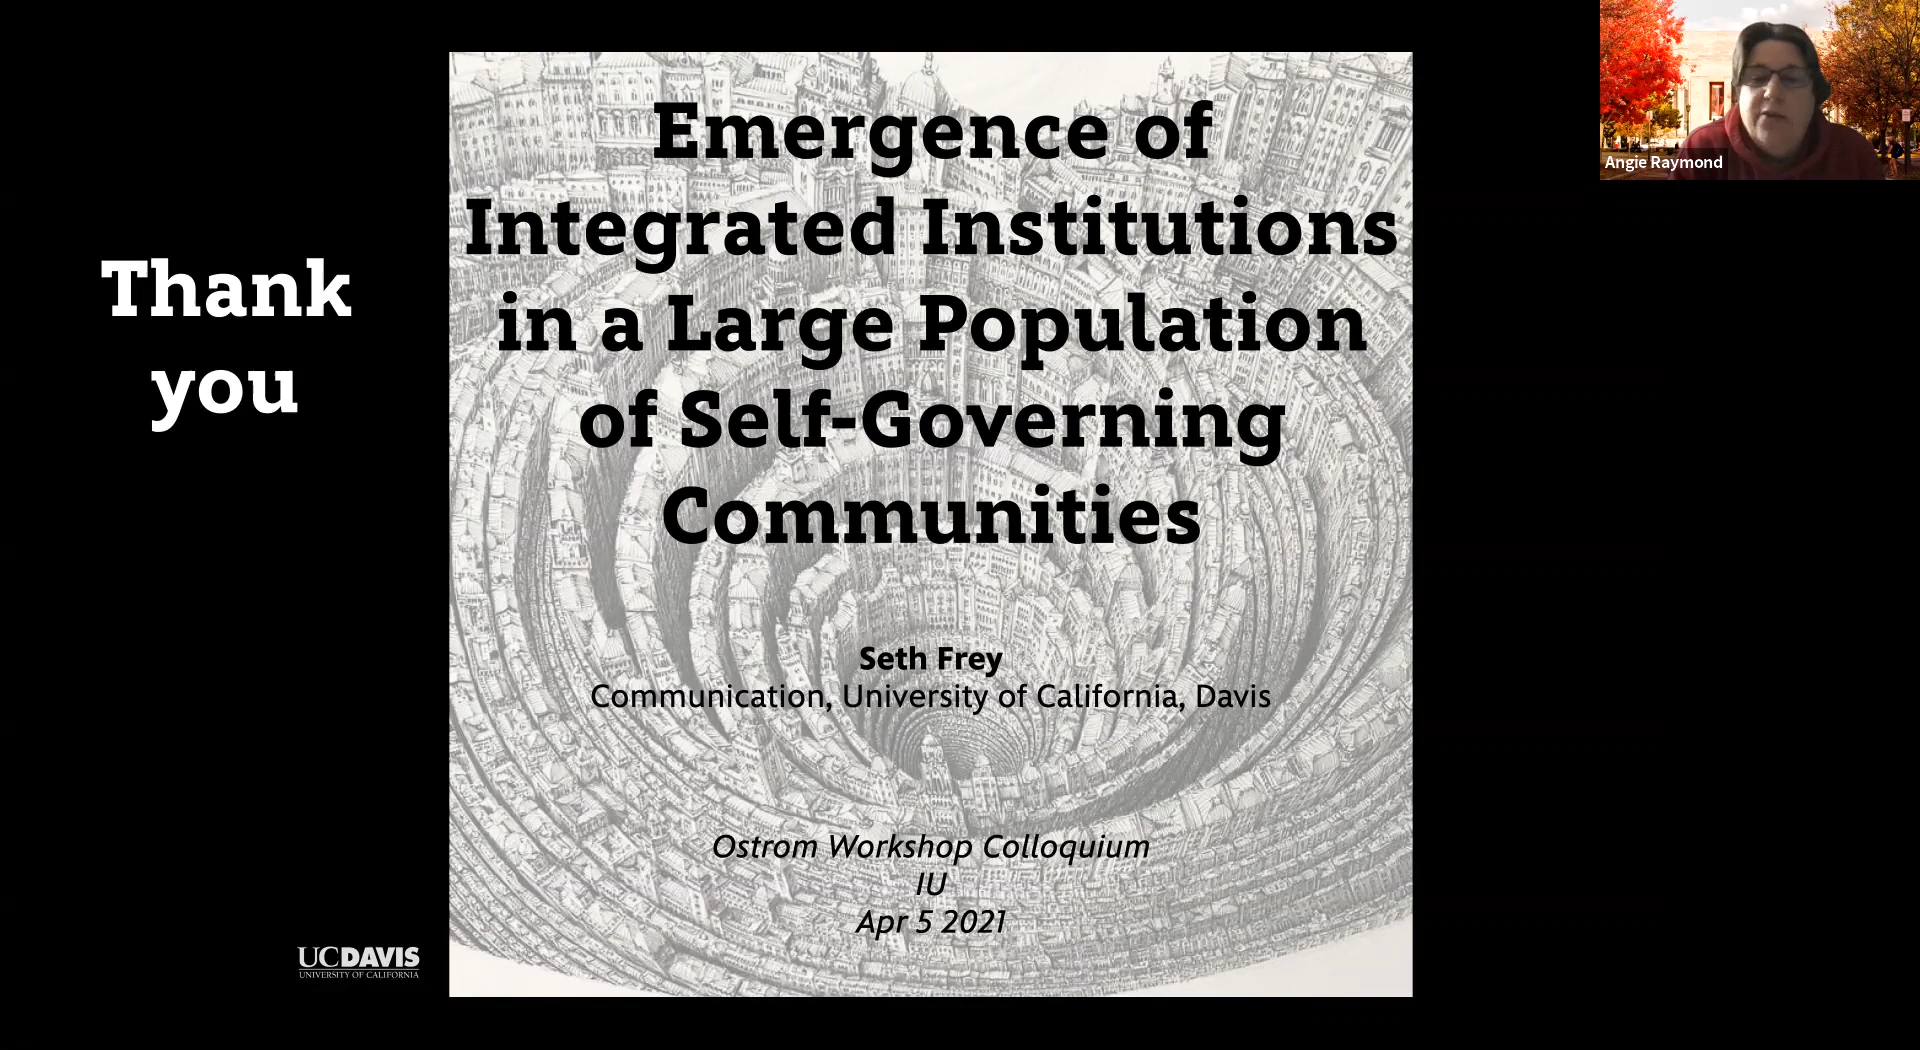 Thank
you
Emergence of
Integrated Institutions
in a Large Population
of Self-Governing
Communities
Seth Frey
Communication, University of California, Davis
Ostrom Workshop Colloquium
IU
Apr 5 2021
UCDAVIS
UNIVERSITY OF CALIFORNIA
Angie Raymond